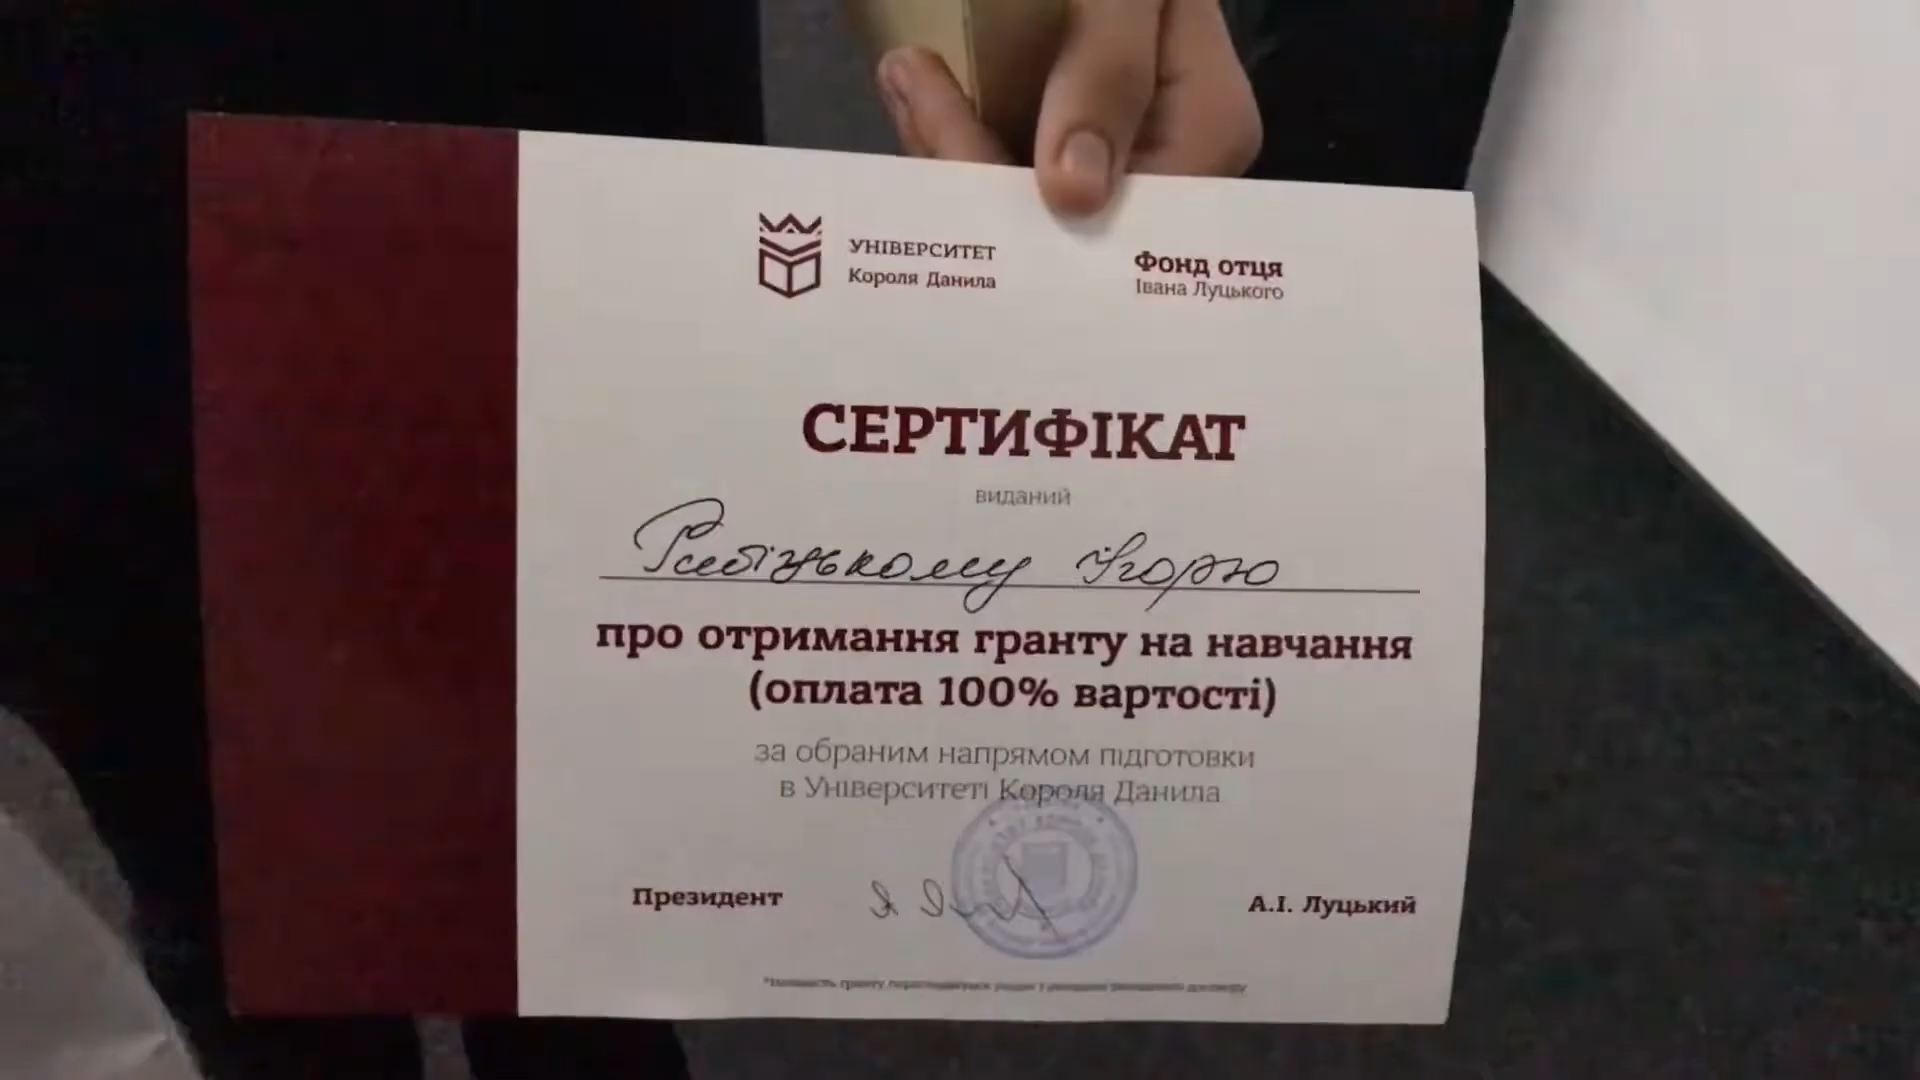 УНІВЕРСИТЕТ
Короля Данила
Фонд отця
Івана Луцького
СЕРТИФІКАТ
виданий
Ігорю
про отримання гранту на навчання
(оплата 100% вартості)
за обраним напрямом підготовки
в Університеті Короля Данила
Президент
А.І. Луцький